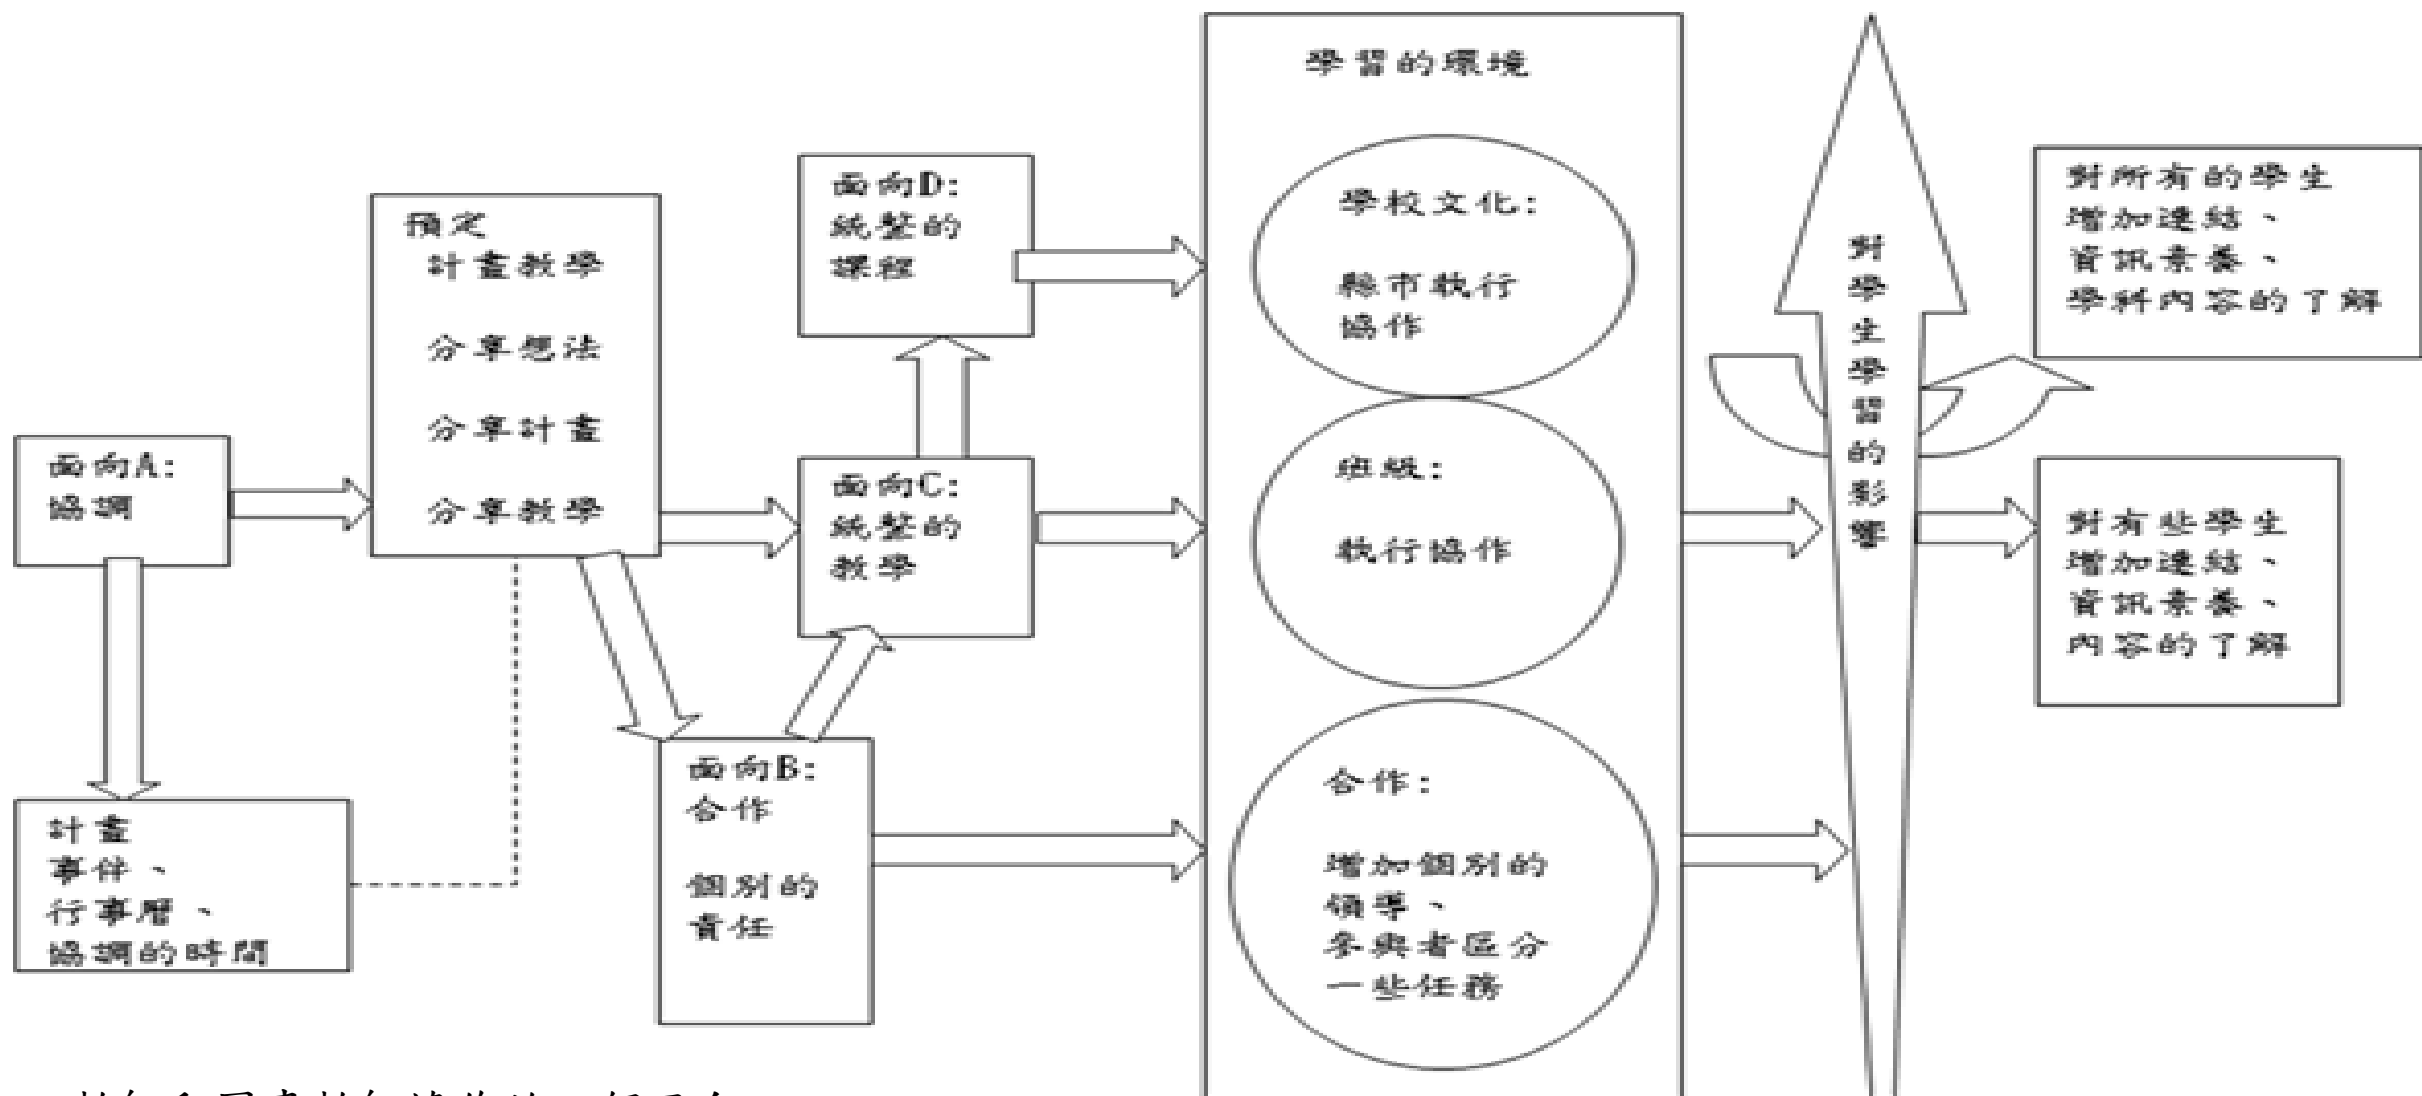 面向A:
協調
計畫
事件、
行事曆、
協調的時間
預定
計畫教學
分享想法
分享計畫
分享教學
面向B:
合作
個別的
責任
面向C:
統整的
教學
面向D:
統整的
課程
學習的環境
學校文化:
縣市執行
協作
班級:
執行協作
合作:
增加個別的
領導、
參與者區分
一些任務
對學生學習的影響
對所有的學生
增加連結、
資訊素養、
學科內容的了解
對有些學生
增加連結、
資訊素養、
內容的了解